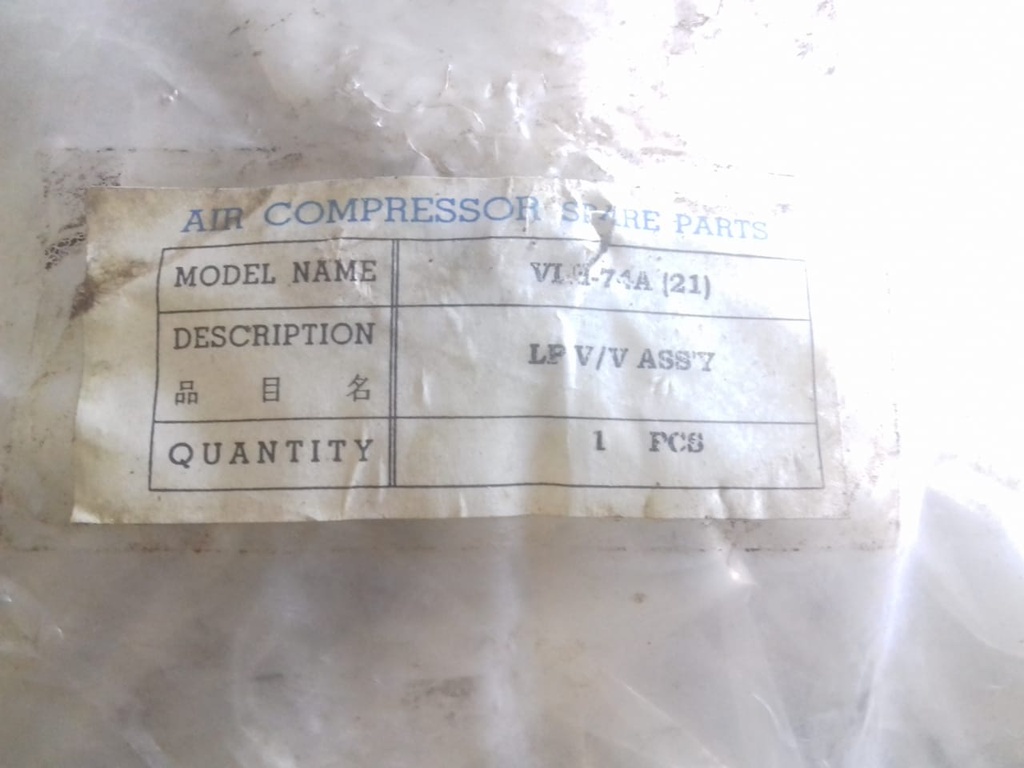 AIR COMPRESSOR SPARE PARTS
MODEL NAME (21)
DESCRIPTION LP V/V ASS'Y
品 目 名
QUANTITY 1 PCS